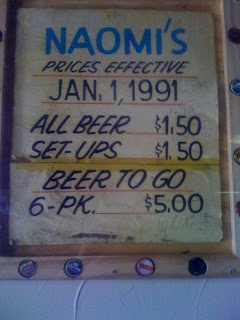 NAOMI'S
PRICES EFFECTIVE
JAN. 1, 1991
ALL BEER $1.50
SET-UPS $1.50
BEER TO GO
6-PK. $5.00